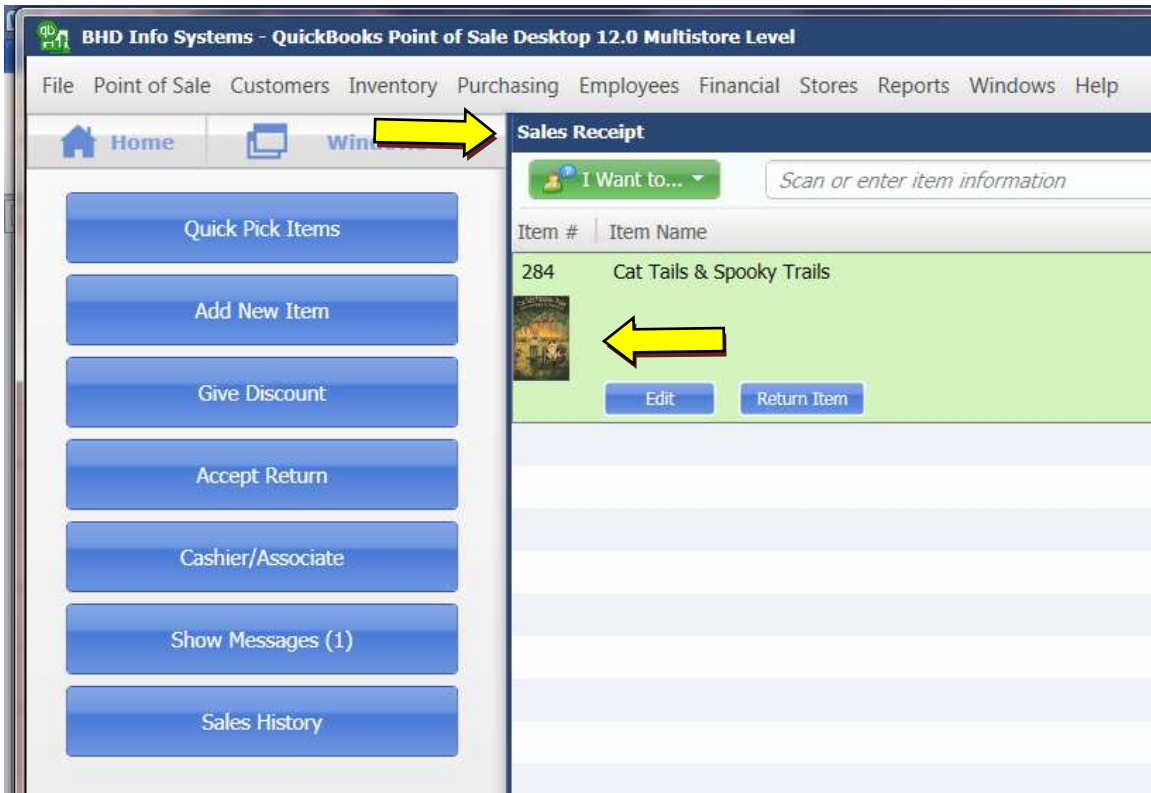 BHD Info Systems - QuickBooks Point of Sale Desktop 12.0 Multistore Level
File Point of Sale Customers Inventory Purchasing Employees Financial Stores Reports Windows Help
Home
Sales Receipt
I Want to...
Scan or enter item information
Item # Item Name
284 Cat Tails & Spooky Trails
Edit Return Item
Quick Pick Items
Add New Item
Give Discount
Accept Return
Cashier/Associate
Show Messages (1)
Sales History